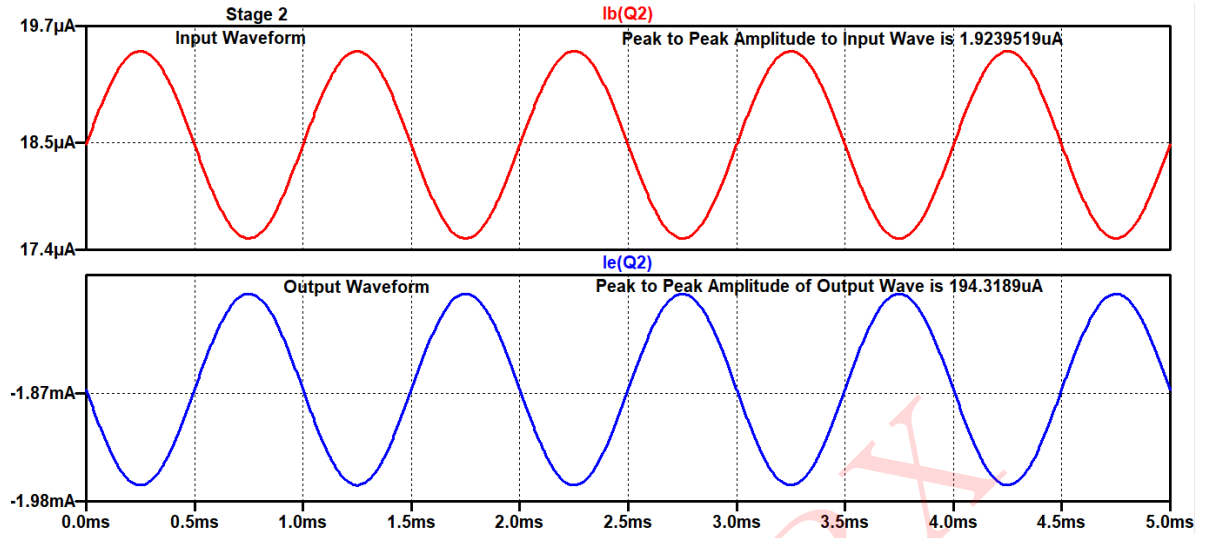 Stage 2
Ib(Q2)
19.7µA
Input Waveform
Peak to Peak Amplitude to Input Wave is 1.9239519uA
18.5µA
17.4µA
Ie(Q2)
Output Waveform
Peak to Peak Amplitude of Output Wave is 194.3189uA
-1.87mA
-1.98mA
0.0ms 0.5ms 1.0ms 1.5ms 2.0ms 2.5ms 3.0ms 3.5ms 4.0ms 4.5ms 5.0ms